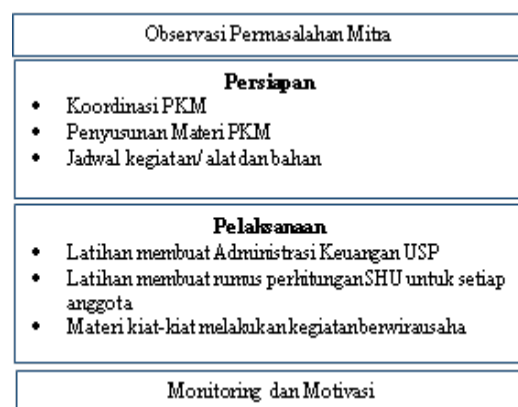 Observasi Permasalahan Mitra
Persiapan
• Koordinasi PKM
• Penyusunan Materi PKM
• Jadwal kegiatan/ alat dan bahan
Pelaksanaan
• Latihan membuat Administrasi Keuangan USP
• Latihan membuat rumus perhitungan SHU untuk setiap
anggota
• Materi kiat-kiat melakukan kegiatan berwirausaha
Monitoring dan Motivasi